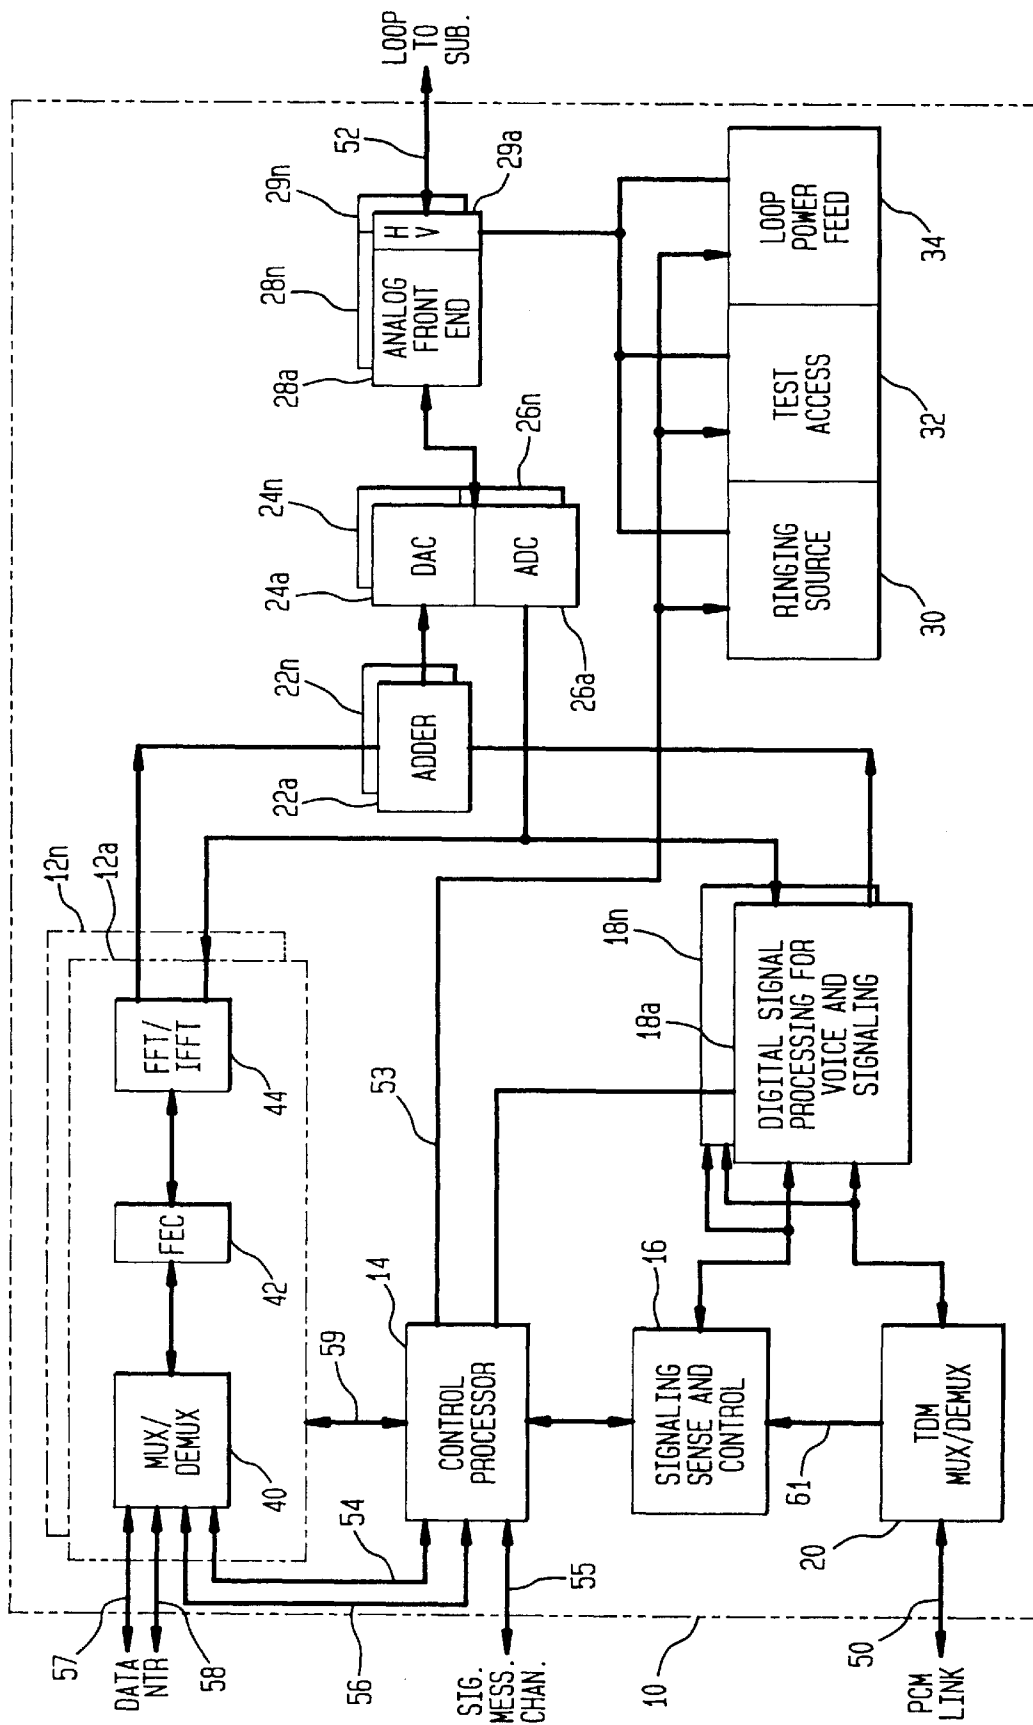 57
DATA
NTR
58
56
54
SIG.
MESS.
CHAN.
55
10
50
PCM
LINK
MUX/
DEMUX
40
FEC
42
FFT/
IFFT
44
12n
12a
59
CONTROL
PROCESSOR
14
53
SIGNALING
SENSE AND
CONTROL
16
61
TDM
MUX/DEMUX
20
DIGITAL SIGNAL
PROCESSING FOR
VOICE AND
SIGNALING
18a
18n
ADDER
22a
22n
DAC
ADC
24a
24n
26a
26n
ANALOG
FRONT
END
H
V
28a
28n
29n
29a
52
LOOP
TO
SUB.
RINGING
SOURCE
30
TEST
ACCESS
32
LOOP
POWER
FEED
34